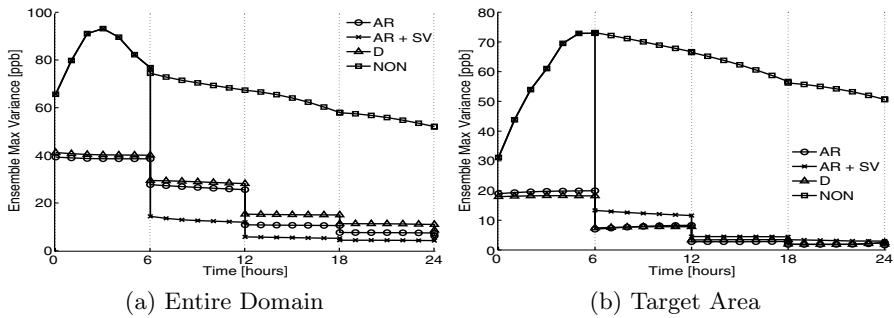 100
80
60
40
20
0
0
6
12
18
24
Ensemble Max Variance [ppb]
Time [hours]
AR
AR + SV
D
NON
(a) Entire Domain
80
70
60
50
40
30
20
10
0
0
6
12
18
24
Ensemble Max Variance [ppb]
Time [hours]
AR
AR + SV
D
NON
(b) Target Area